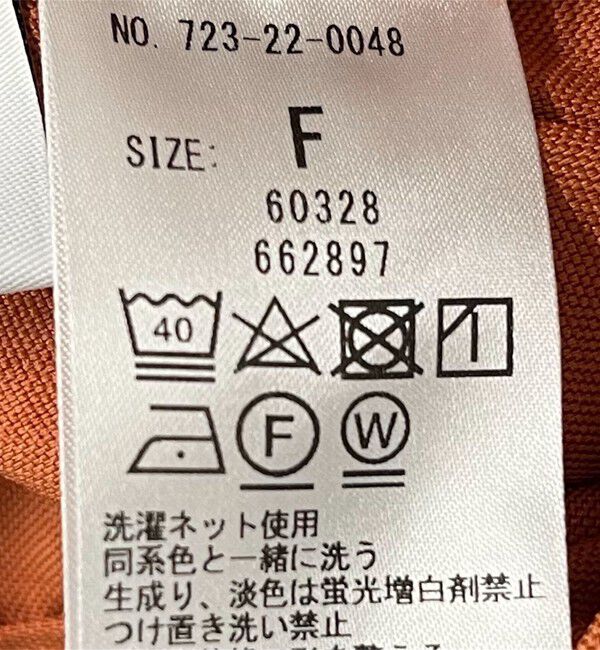 NO. 723-22-0048
SIZE: F
60328
662897
40
F W
洗濯ネット使用
同系色と一緒に洗う
生成り、淡色は蛍光増白剤禁止
つけ置き洗い禁止